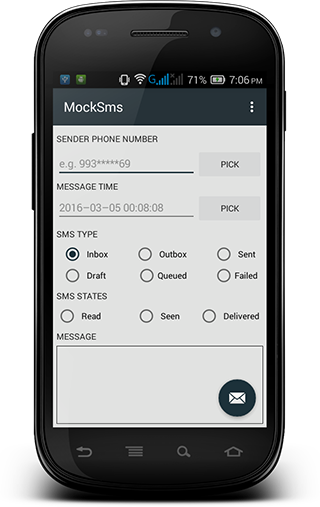 71% 7:06 PM
MockSms
SENDER PHONE NUMBER
e.g. 993*****69 PICK
MESSAGE TIME
2016-03-05 00:08:08 PICK
SMS TYPE
Inbox Outbox Sent
Draft Queued Failed
SMS STATES
Read Seen Delivered
MESSAGE